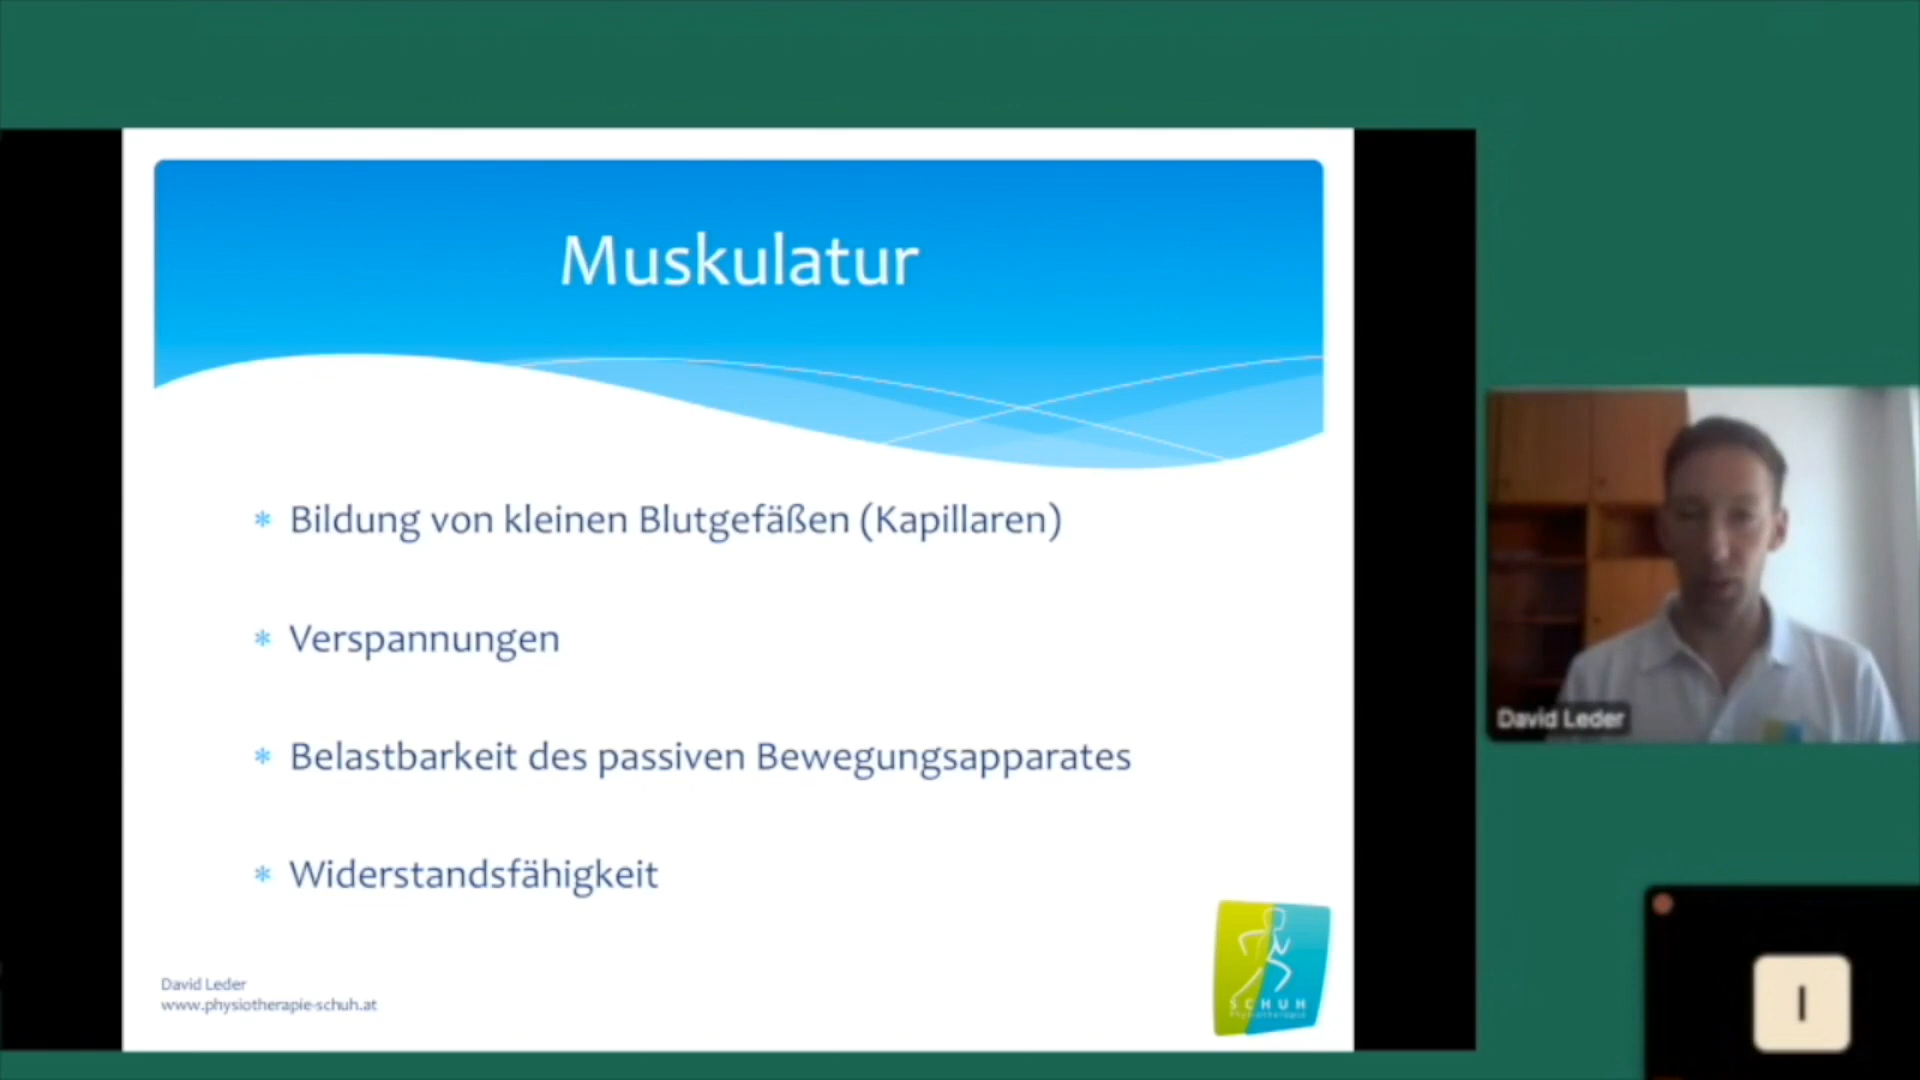 Muskulatur
* Bildung von kleinen Blutgefäßen (Kapillaren)
* Verspannungen
* Belastbarkeit des passiven Bewegungsapparates
* Widerstandsfähigkeit
David Leder
www.physiotherapie-schuh.at
SCHUH
Physiotherapie
David Leder
I